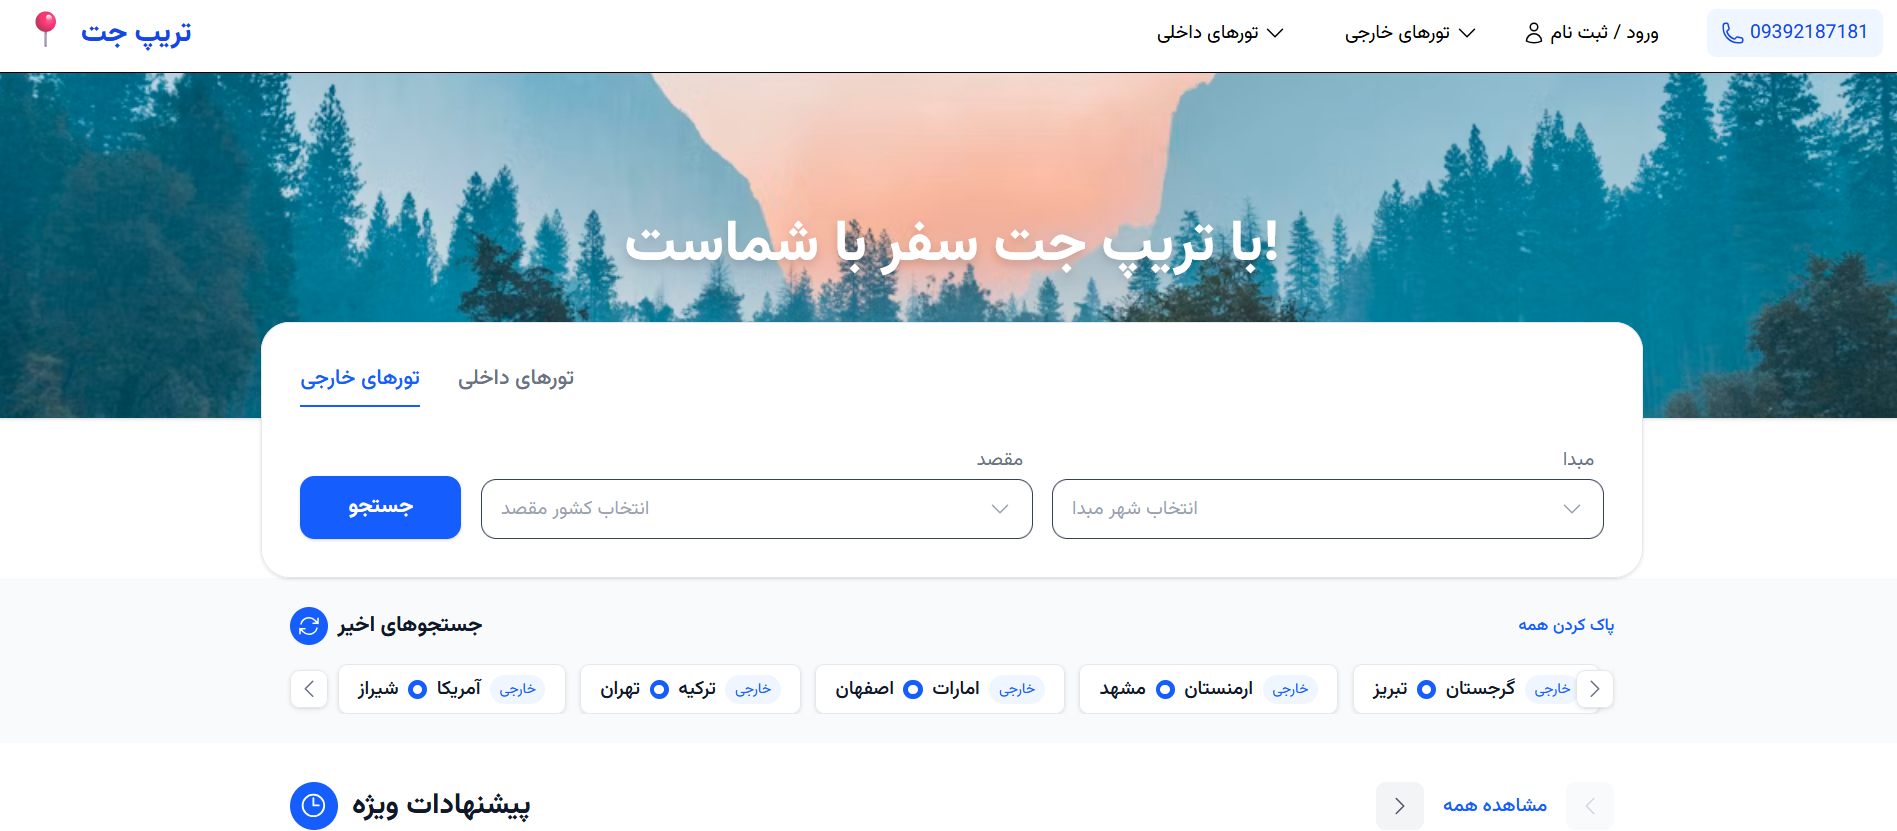 تریپ جت
تورهای داخلی
تورهای خارجی
ورود / ثبت نام
09392187181
با تریپ جت سفر با شماست!
تورهای خارجی
تورهای داخلی
مبدا
انتخاب شهر مبدا
مقصد
انتخاب کشور مقصد
جستجو
جستجوهای اخیر
پاک کردن همه
شیراز آمریکا خارجی
تهران ترکیه خارجی
اصفهان امارات خارجی
مشهد ارمنستان خارجی
تبریز گرجستان خارجی
پیشنهادات ویژه
مشاهده همه